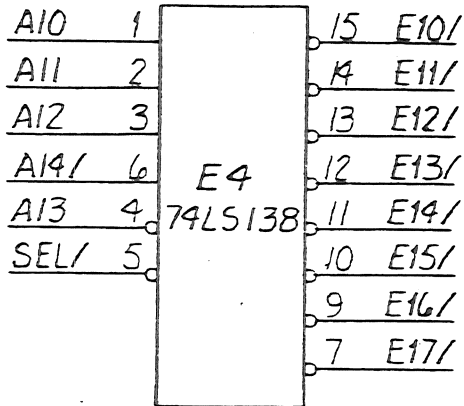 A10 1 15 E10/
A11 2 14 E11/
A12 3 13 E12/
A14/ 6 12 E13/
E4
A13 4 74LS138 11 E14/
SEL/ 5 10 E15/
9 E16/
7 E17/